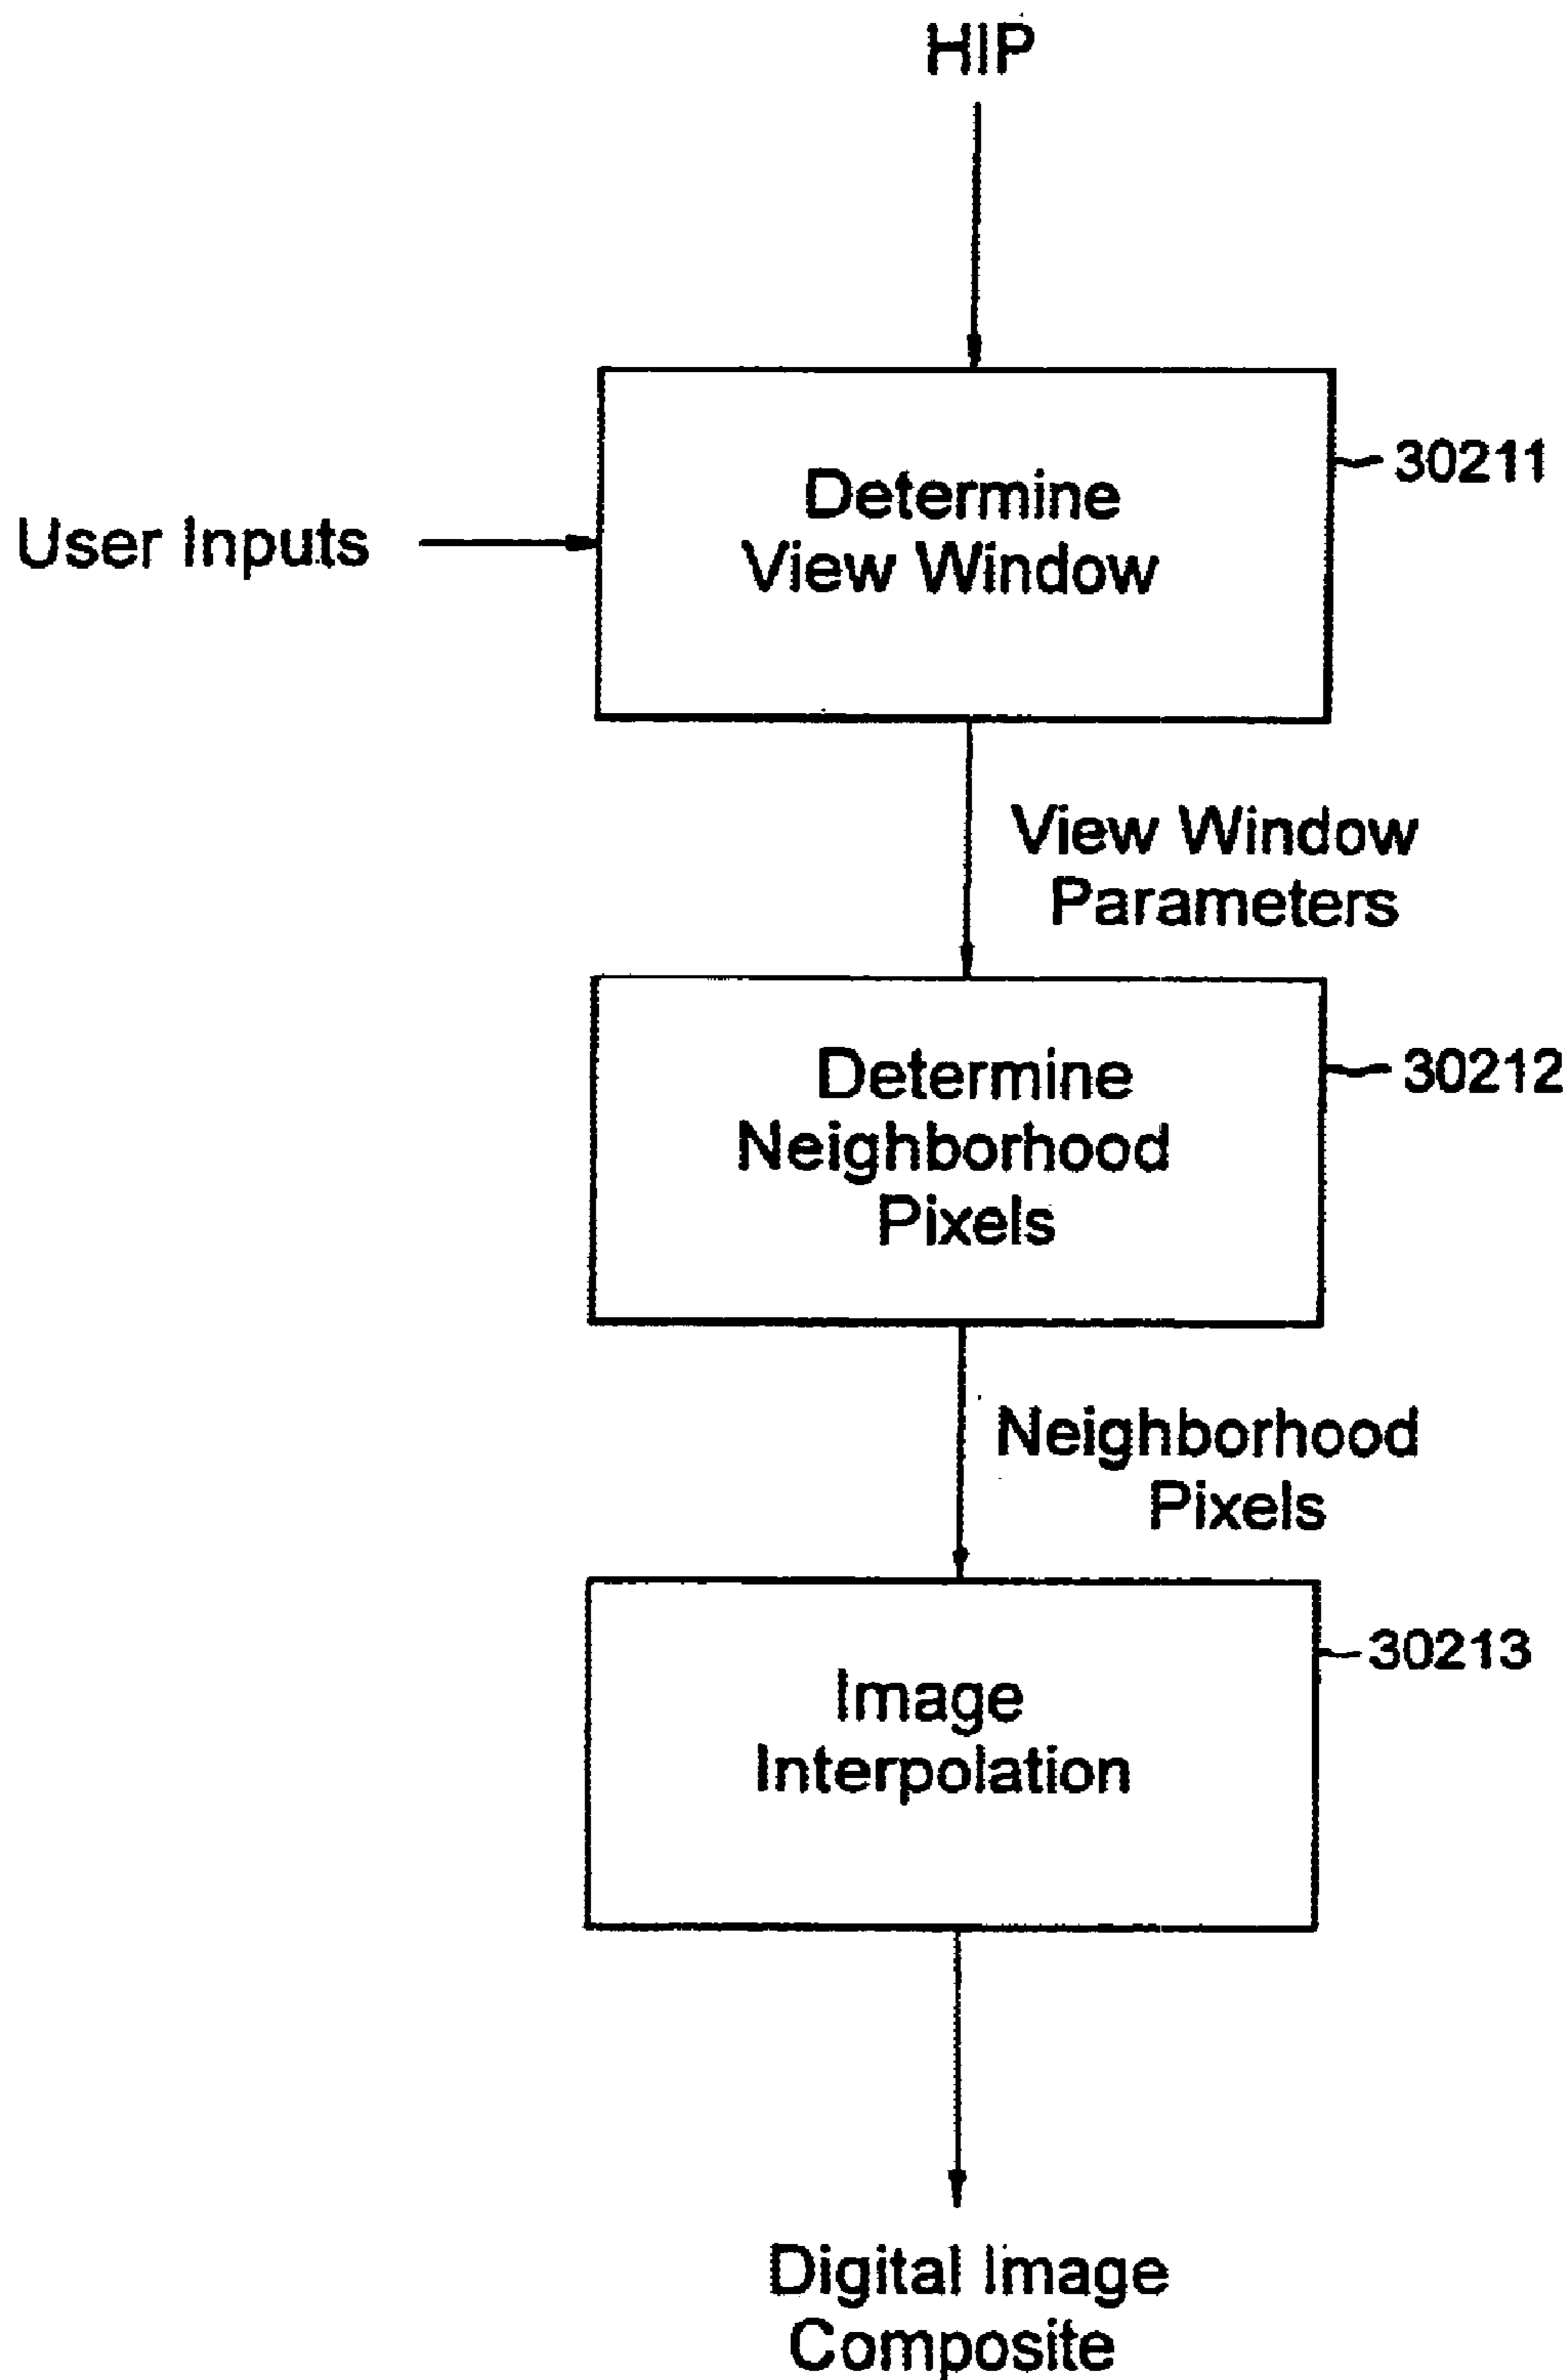 HIP
User Inputs
Determine
View Window
30211
View Window
Parameters
Determine
Neighborhood
Pixels
30212
Neighborhood
Pixels
Image
Interpolation
30213
Digital Image
Composite